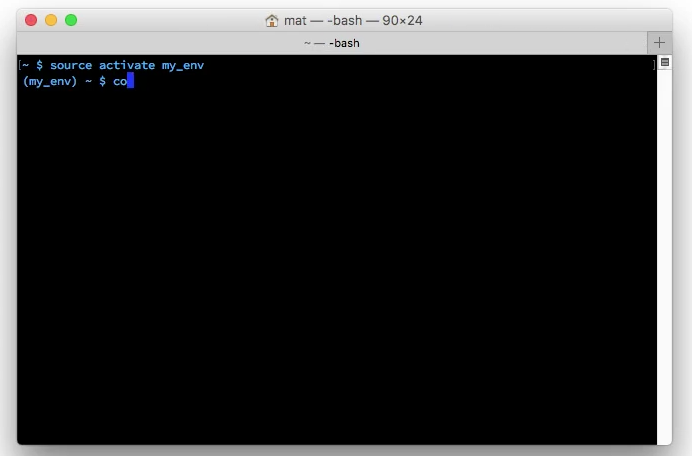 mat — -bash — 90×24
~ — -bash
[~ $ source activate my_env ]
(my_env) ~ $ co